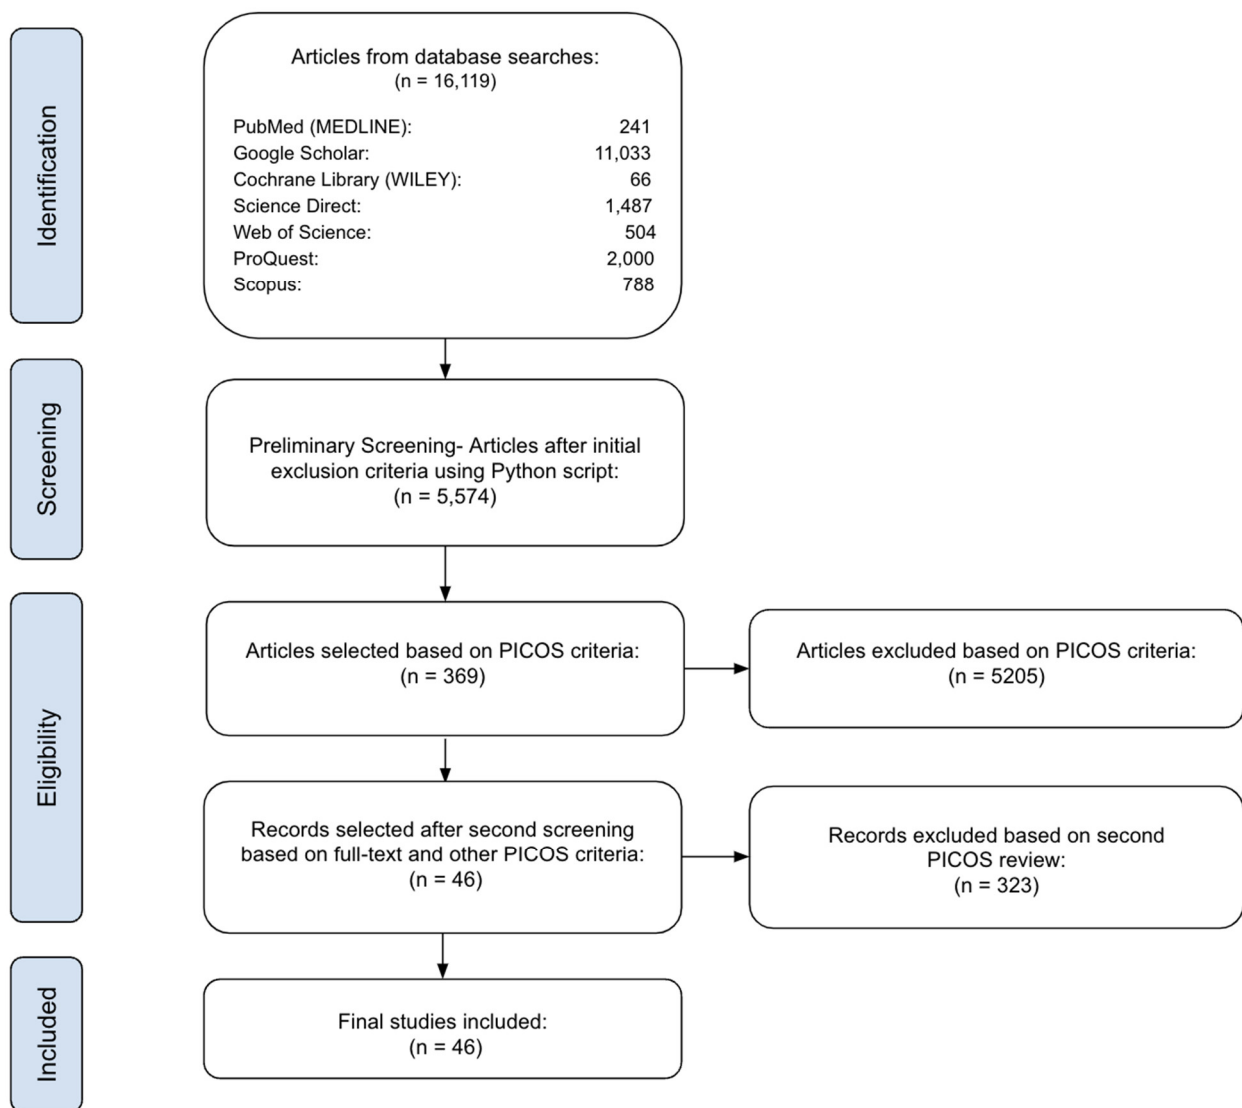 Identification
Articles from database searches:
(n = 16,119)
PubMed (MEDLINE): 241
Google Scholar: 11,033
Cochrane Library (WILEY): 66
Science Direct: 1,487
Web of Science: 504
ProQuest: 2,000
Scopus: 788
Screening
Preliminary Screening- Articles after initial
exclusion criteria using Python script:
(n = 5,574)
Eligibility
Articles selected based on PICOS criteria:
(n = 369)
Articles excluded based on PICOS criteria:
(n = 5205)
Records selected after second screening
based on full-text and other PICOS criteria:
(n = 46)
Records excluded based on second
PICOS review:
(n = 323)
Included
Final studies included:
(n = 46)